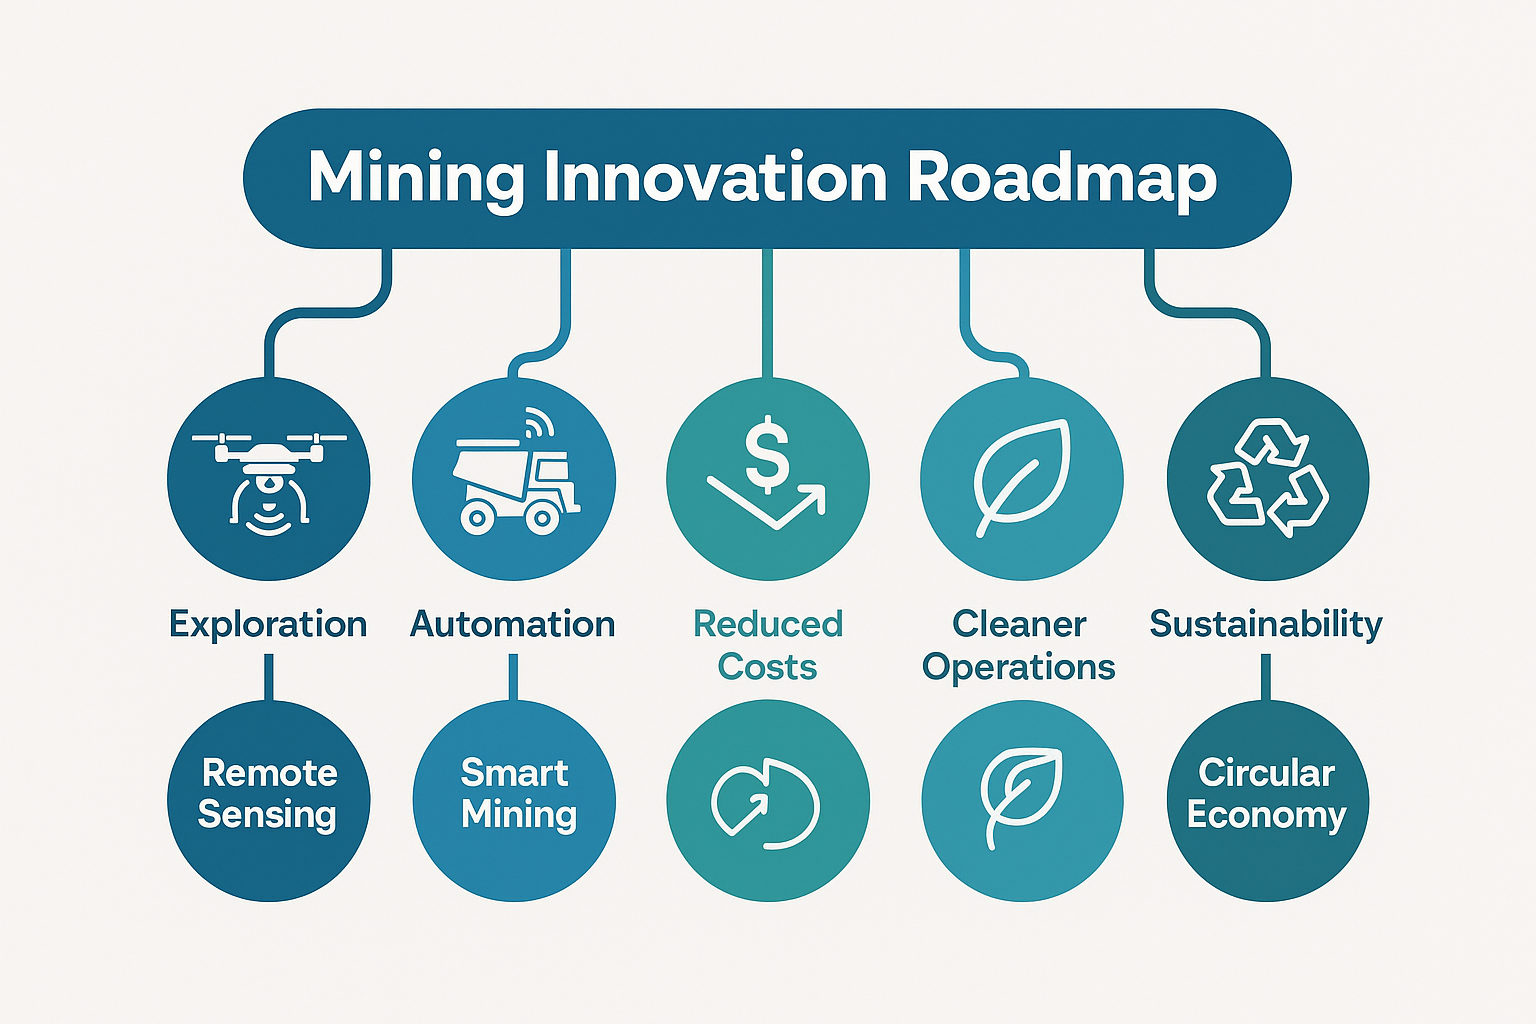 Mining Innovation Roadmap
$
Exploration
Automation
Reduced
Costs
Cleaner
Operations
Sustainability
Remote
Sensing
Smart
Mining
Circular
Economy